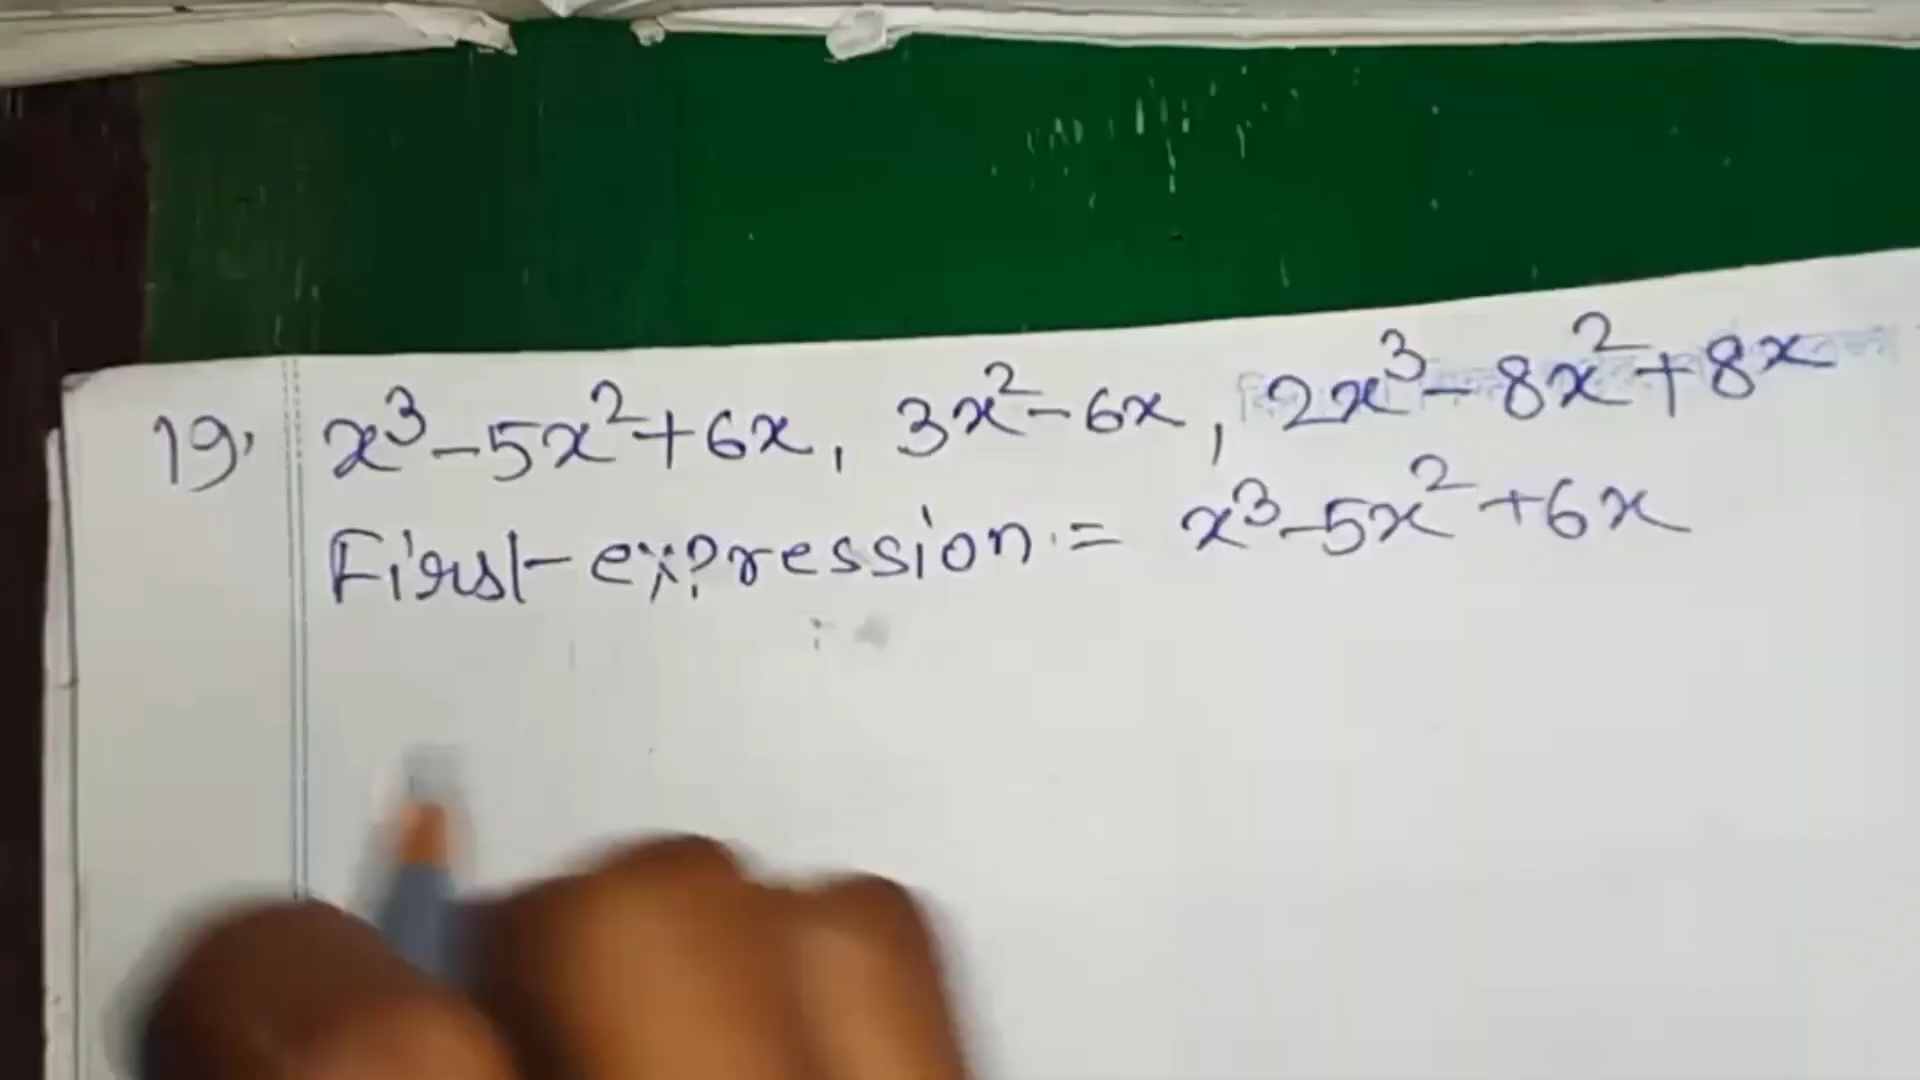 19. x³-5x²+6x, 3x²-6x, 2x³-8x²+8x
First expression = x³-5x²+6x